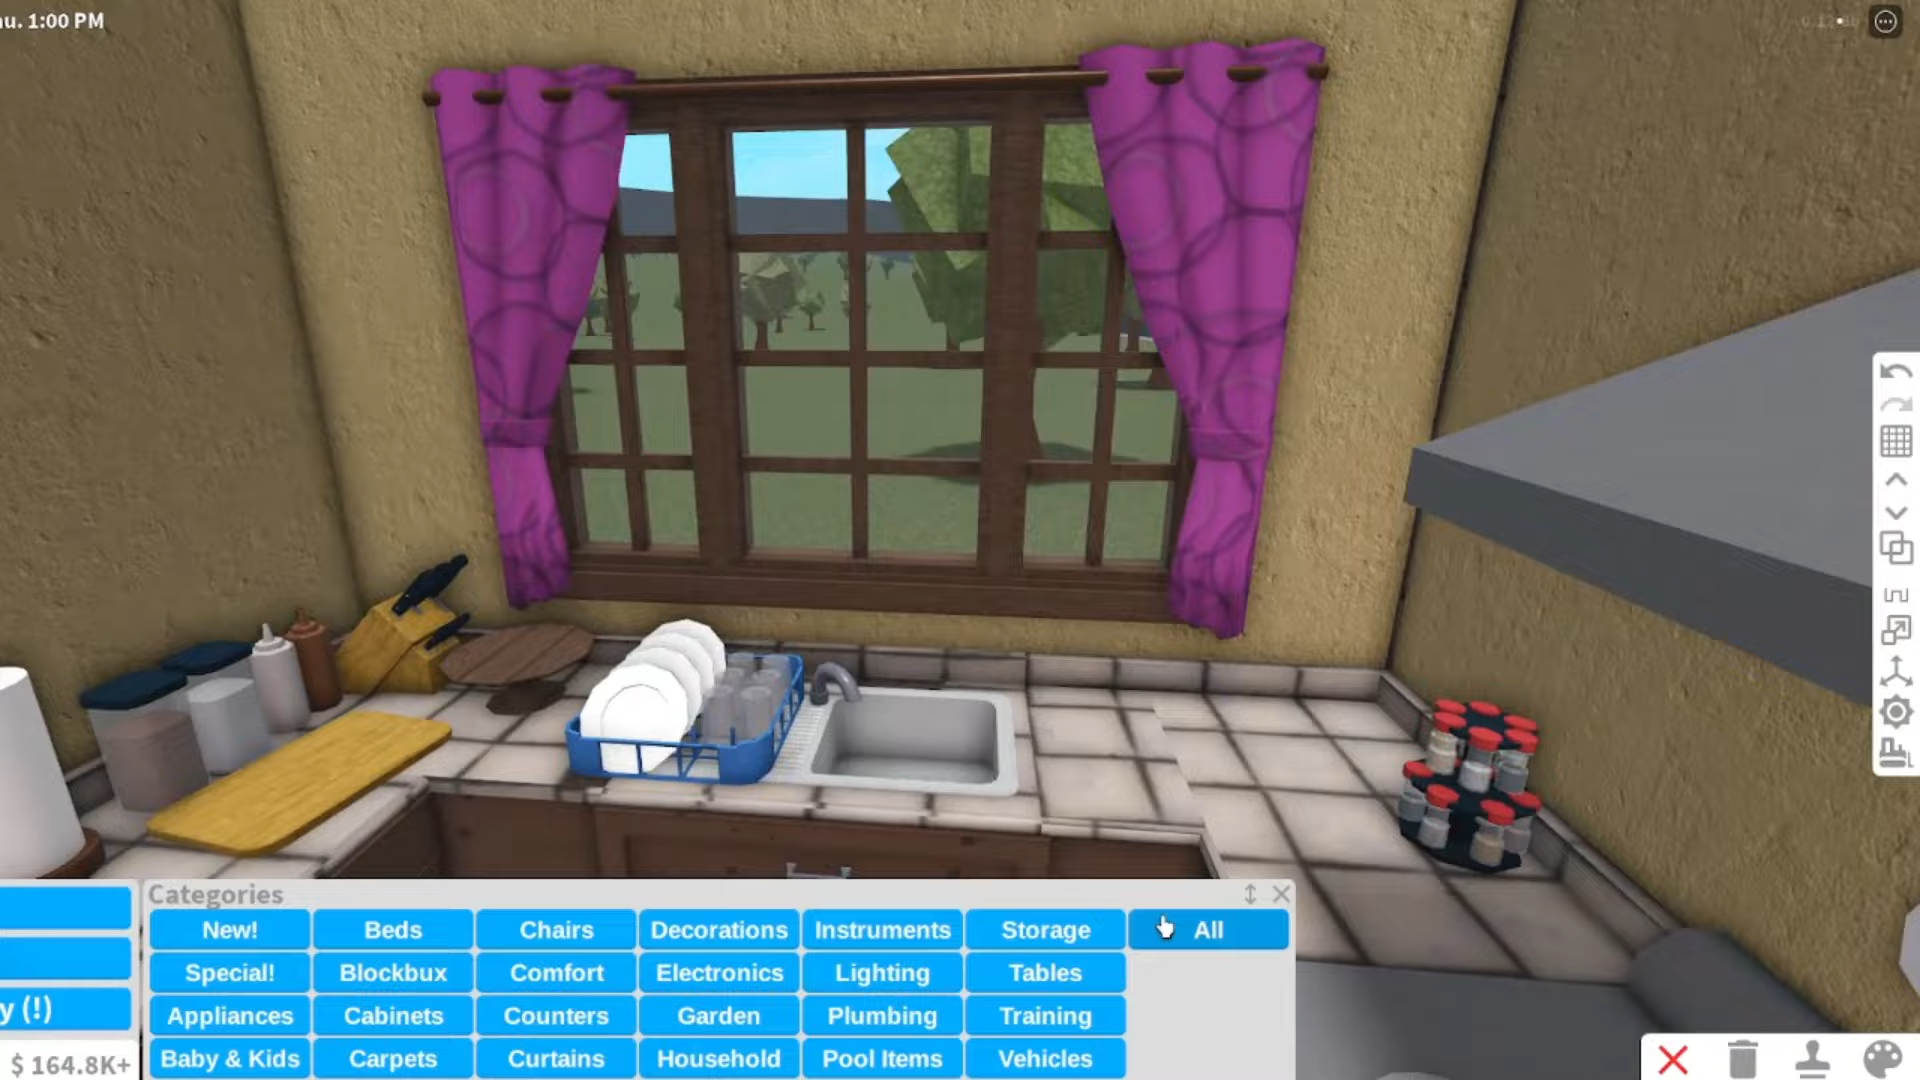 u. 1:00 PM
Categories
New! Beds Chairs Decorations Instruments Storage All
Special! Blockbux Comfort Electronics Lighting Tables
Appliances Cabinets Counters Garden Plumbing Training
Baby & Kids Carpets Curtains Household Pool Items Vehicles
y (!)
$ 164.8K+